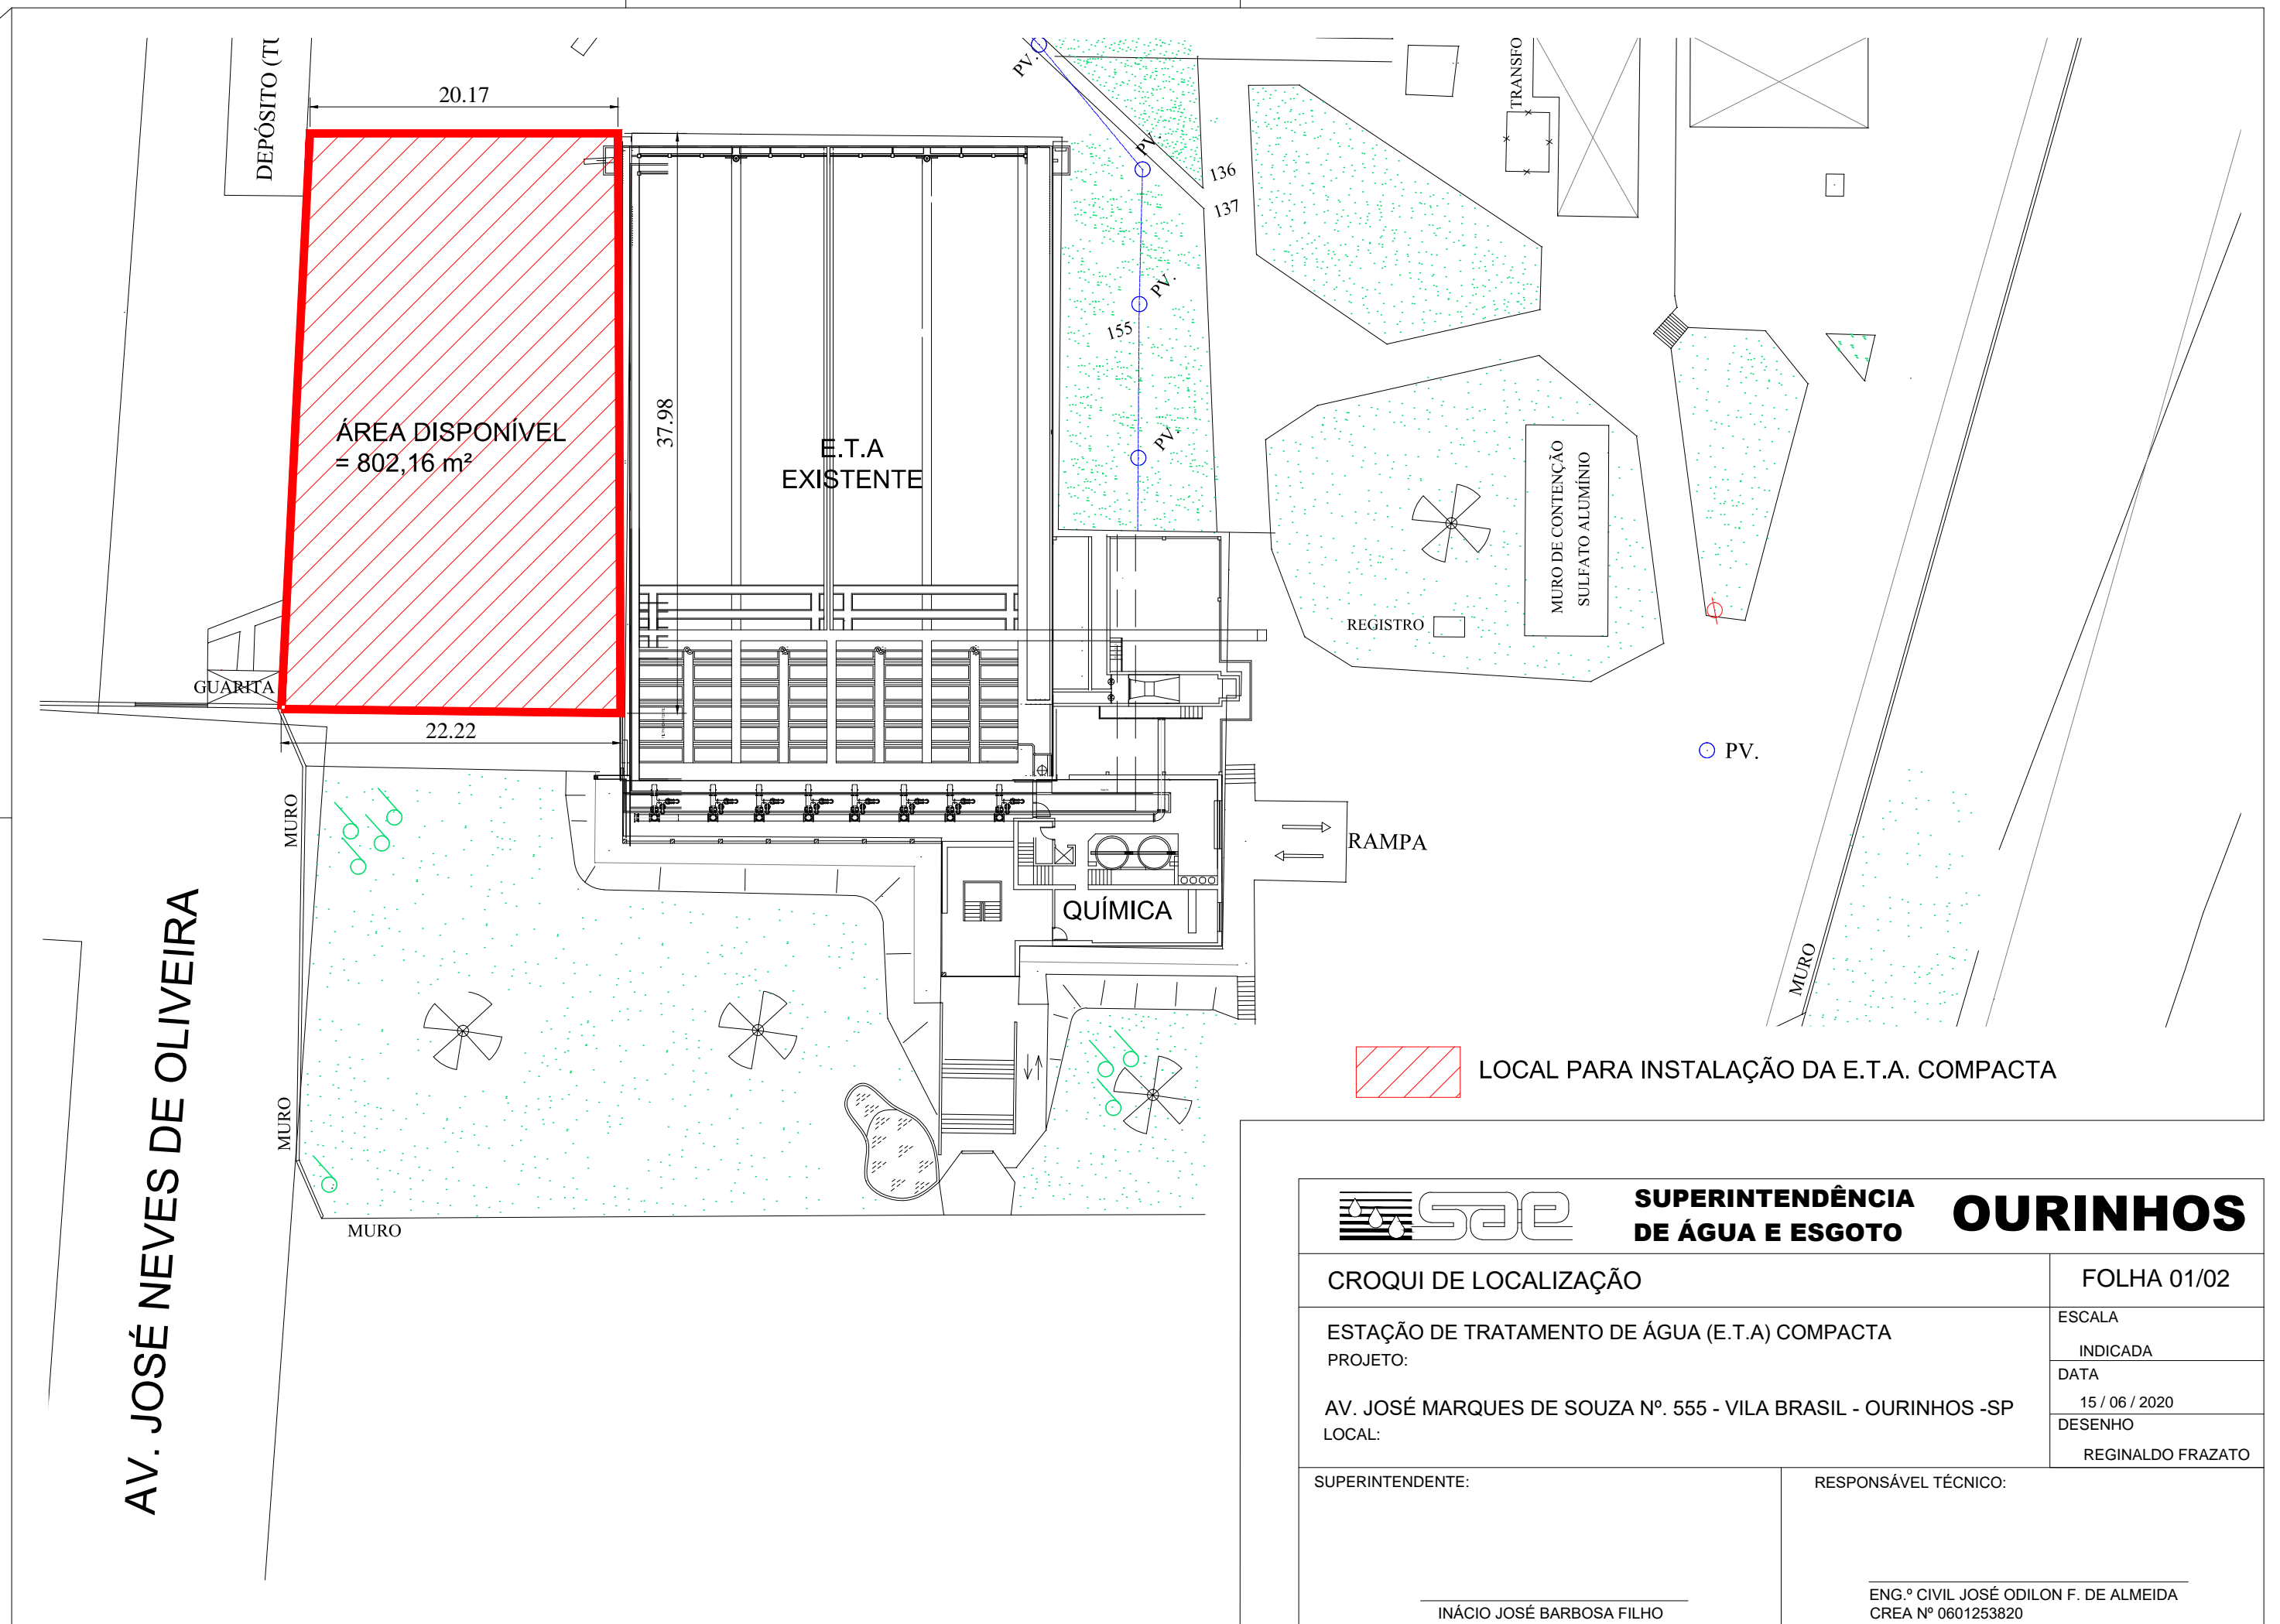 DEPÓSITO (TU
20.17
PV.
TRANSFO
PV.
136
137
PV.
155
37.98
ÁREA DISPONÍVEL
= 802,16 m²
E.T.A
EXISTENTE
PV.
MURO DE CONTENÇÃO
SULFATO ALUMÍNIO
REGISTRO
GUARITA
22.22
PV.
MURO
RAMPA
QUÍMICA
AV. JOSÉ NEVES DE OLIVEIRA
MURO
MURO
MURO
LOCAL PARA INSTALAÇÃO DA E.T.A. COMPACTA
sae
SUPERINTENDÊNCIA
DE ÁGUA E ESGOTO
OURINHOS
CROQUI DE LOCALIZAÇÃO
FOLHA 01/02
ESTAÇÃO DE TRATAMENTO DE ÁGUA (E.T.A) COMPACTA
PROJETO:
ESCALA
INDICADA
DATA
15 / 06 / 2020
AV. JOSÉ MARQUES DE SOUZA Nº. 555 - VILA BRASIL - OURINHOS -SP
LOCAL:
DESENHO
REGINALDO FRAZATO
SUPERINTENDENTE:
RESPONSÁVEL TÉCNICO:
INÁCIO JOSÉ BARBOSA FILHO
ENG.º CIVIL JOSÉ ODILON F. DE ALMEIDA
CREA Nº 0601253820